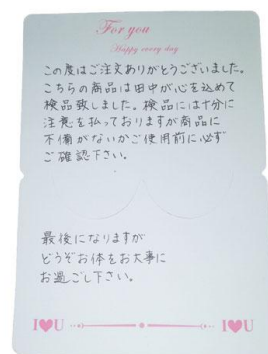 For you
Happy every day
この度はご注文ありがとうございました。
こちらの商品は田中が心を込めて
検品致しました。検品には十分に
注意を払っておりますが商品に
不備がないかご使用前に必ず
ご確認下さい。
最後になりますが
どうぞお体をお大事に
お過ごし下さい。
I♥U I♥U